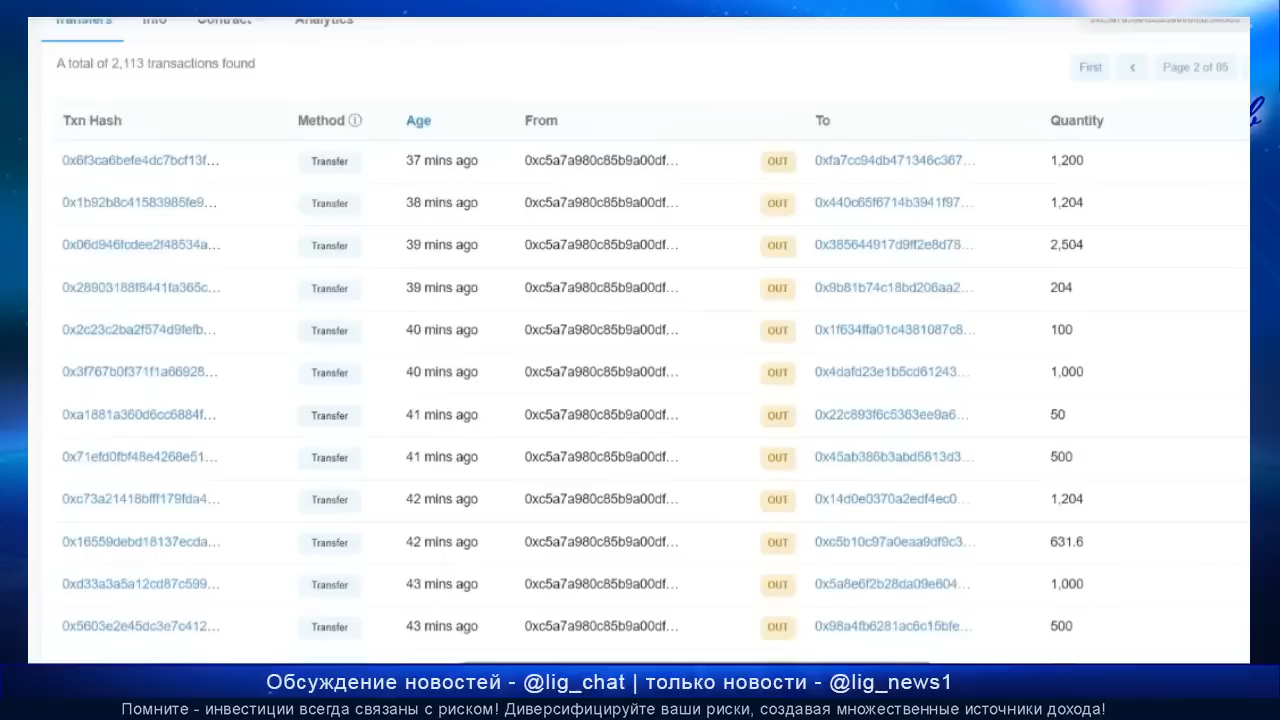 Transfers Info Contract Analytics
A total of 2,113 transactions found
First ‹ Page 2 of 85
Txn Hash Method Age From To Quantity
0x6f3ca6befe4dc7bcf13f... Transfer 37 mins ago 0xc5a7a980c85b9a00df... OUT 0xfa7cc94db471346c367... 1,200
0x1b92b8c41583985fe9... Transfer 38 mins ago 0xc5a7a980c85b9a00df... OUT 0x440c65f6714b3941f97... 1,204
0x06d946fcdee2f48534a... Transfer 39 mins ago 0xc5a7a980c85b9a00df... OUT 0x385644917d9ff2e8d78... 2,504
0x28903188f8441fa365c... Transfer 39 mins ago 0xc5a7a980c85b9a00df... OUT 0x9b81b74c18bd206aa2... 204
0x2c23c2ba2f574d9fefb... Transfer 40 mins ago 0xc5a7a980c85b9a00df... OUT 0x1f634ffa01c4381087c8... 100
0x3f767b0f371f1a66928... Transfer 40 mins ago 0xc5a7a980c85b9a00df... OUT 0x4dafd23e1b5cd61243... 1,000
0xa1881a360d6cc6884f... Transfer 41 mins ago 0xc5a7a980c85b9a00df... OUT 0x22c893f6c5363ee9a6... 50
0x71efd0fbf48e4268e51... Transfer 41 mins ago 0xc5a7a980c85b9a00df... OUT 0x45ab386b3abd5813d3... 500
0xc73a21418bfff179fda4... Transfer 42 mins ago 0xc5a7a980c85b9a00df... OUT 0x14d0e0370a2edf4ec0... 1,204
0x16559debd18137ecda... Transfer 42 mins ago 0xc5a7a980c85b9a00df... OUT 0xc5b10c97a0eaa9df9c3... 631.6
0xd33a3a5a12cd87c599... Transfer 43 mins ago 0xc5a7a980c85b9a00df... OUT 0x5a8e6f2b28da09e604... 1,000
0x5603e2e45dc3e7c412... Transfer 43 mins ago 0xc5a7a980c85b9a00df... OUT 0x98a4fb6281ac6c15bfe... 500
Обсуждение новостей - @lig_chat | только новости - @lig_news1
Помните - инвестиции всегда связаны с риском! Диверсифицируйте ваши риски, создавая множественные источники дохода!